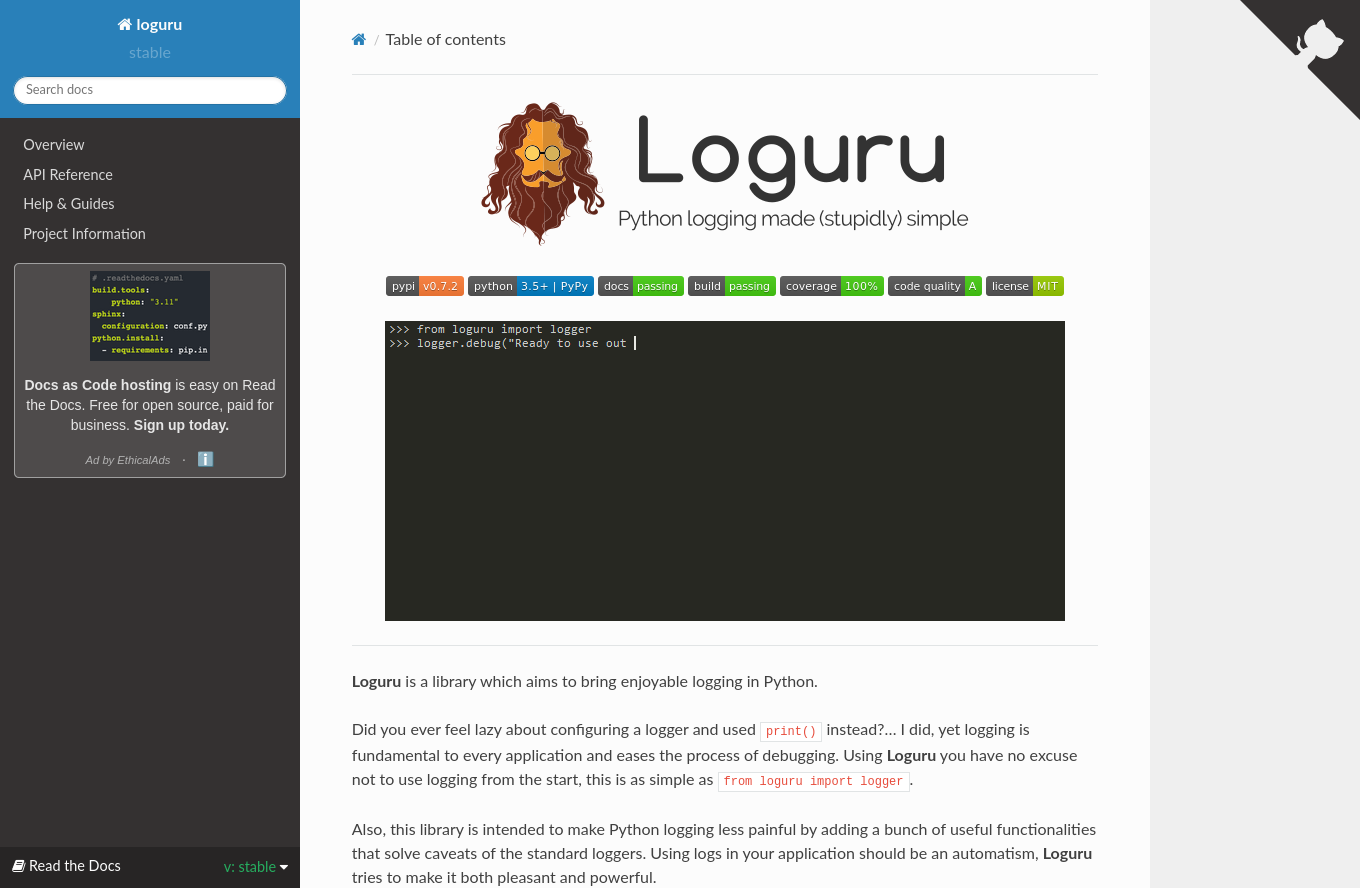 loguru
stable
Search docs
Overview
API Reference
Help & Guides
Project Information
# .readthedocs.yaml
build.tools:
python: "3.11"
sphinx:
configuration: conf.py
python.install:
- requirements: pip.in
Docs as Code hosting is easy on Read
the Docs. Free for open source, paid for
business. Sign up today.
Ad by EthicalAds ·
Read the Docs v: stable
/ Table of contents
Loguru
Python logging made (stupidly) simple
pypi v0.7.2 python 3.5+ | PyPy docs passing build passing coverage 100% code quality A license MIT
>>> from loguru import logger
>>> logger.debug("Ready to use out
Loguru is a library which aims to bring enjoyable logging in Python.
Did you ever feel lazy about configuring a logger and used print() instead?... I did, yet logging is
fundamental to every application and eases the process of debugging. Using Loguru you have no excuse
not to use logging from the start, this is as simple as from loguru import logger.
Also, this library is intended to make Python logging less painful by adding a bunch of useful functionalities
that solve caveats of the standard loggers. Using logs in your application should be an automatism, Loguru
tries to make it both pleasant and powerful.